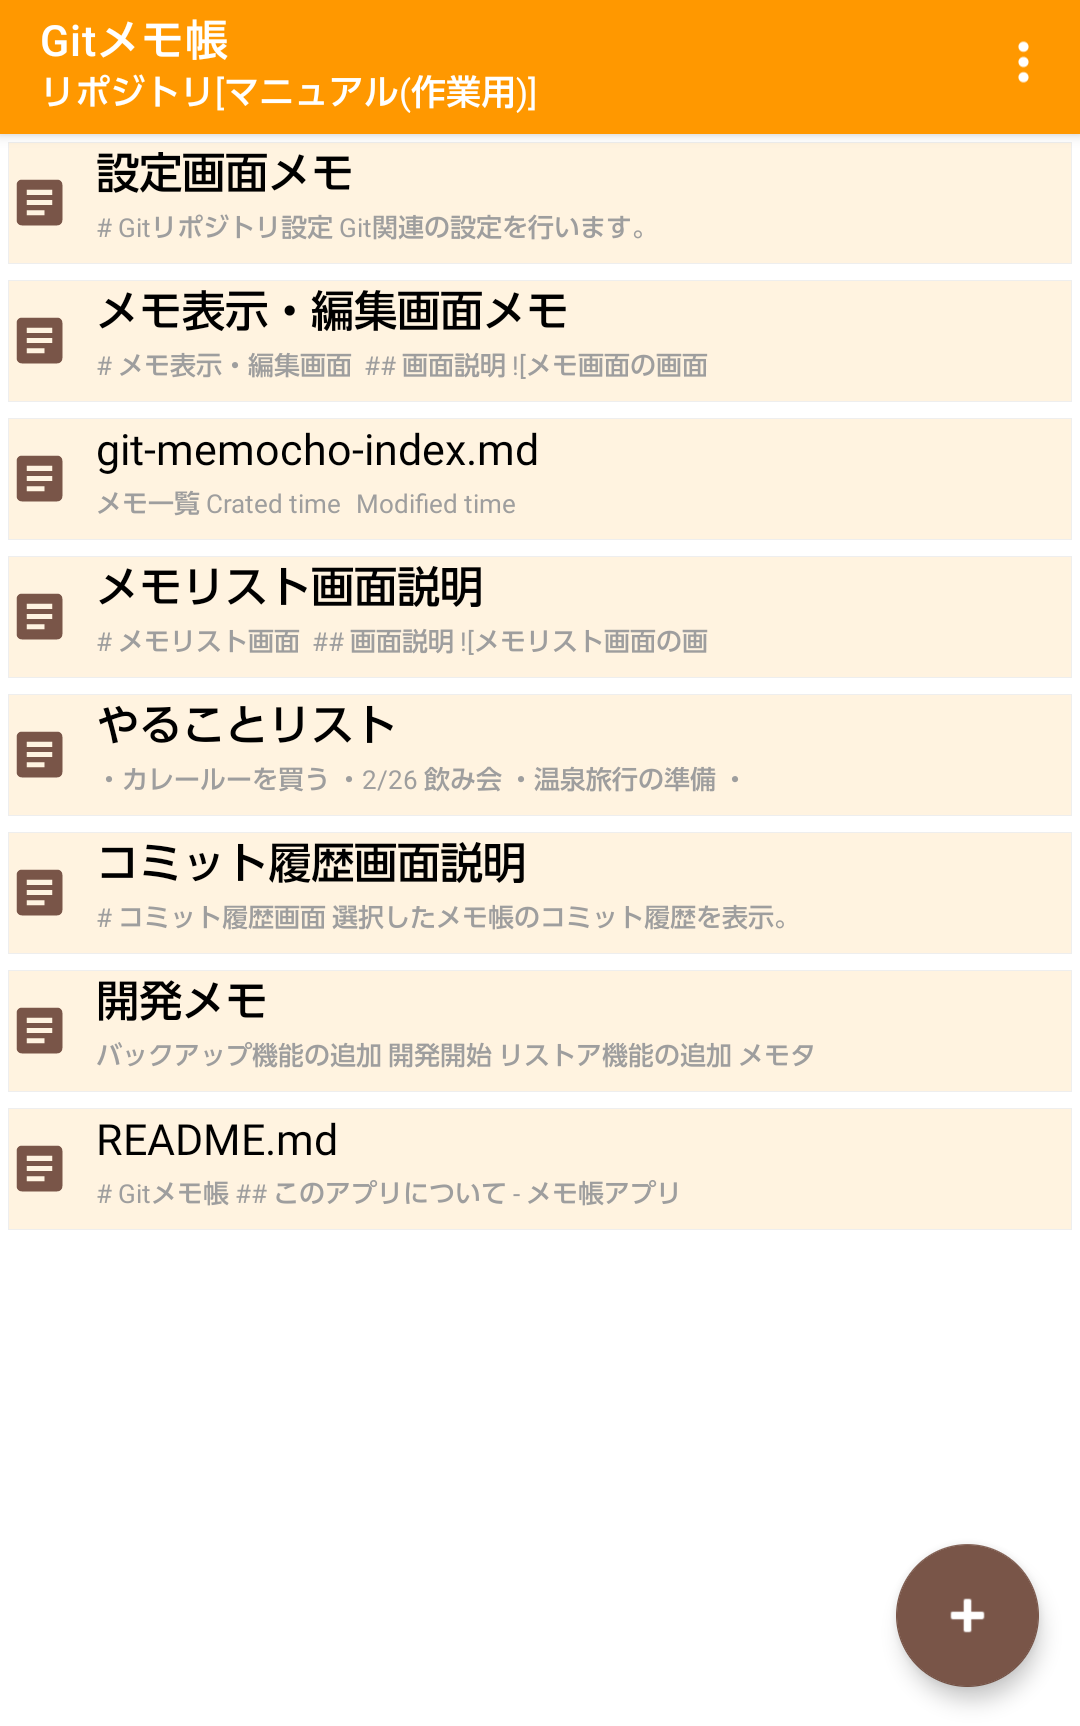 Gitメモ帳
リポジトリ[マニュアル(作業用)]
設定画面メモ
# Gitリポジトリ設定 Git関連の設定を行います。
メモ表示・編集画面メモ
# メモ表示・編集画面  ## 画面説明 ![メモ画面の画面
git-memocho-index.md
メモ一覧 Crated time  Modified time
メモリスト画面説明
# メモリスト画面  ## 画面説明 ![メモリスト画面の画
やることリスト
・カレールーを買う ・2/26 飲み会 ・温泉旅行の準備 ・
コミット履歴画面説明
# コミット履歴画面 選択したメモ帳のコミット履歴を表示。
開発メモ
バックアップ機能の追加 開発開始 リストア機能の追加 メモタ
README.md
# Gitメモ帳 ## このアプリについて - メモ帳アプリ